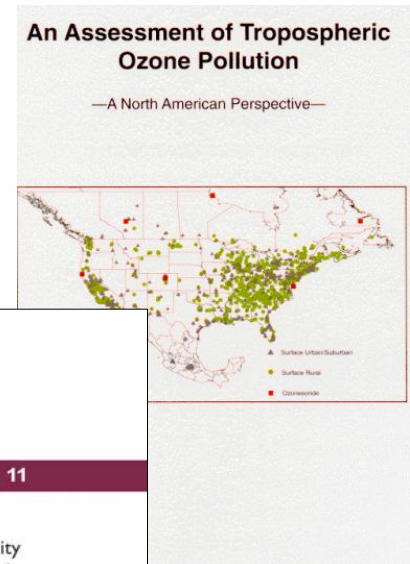 An Assessment of Tropospheric
Ozone Pollution
—A North American Perspective—
Surface Urban/Suburban
Surface Rural
Ozonesonde
11
ity